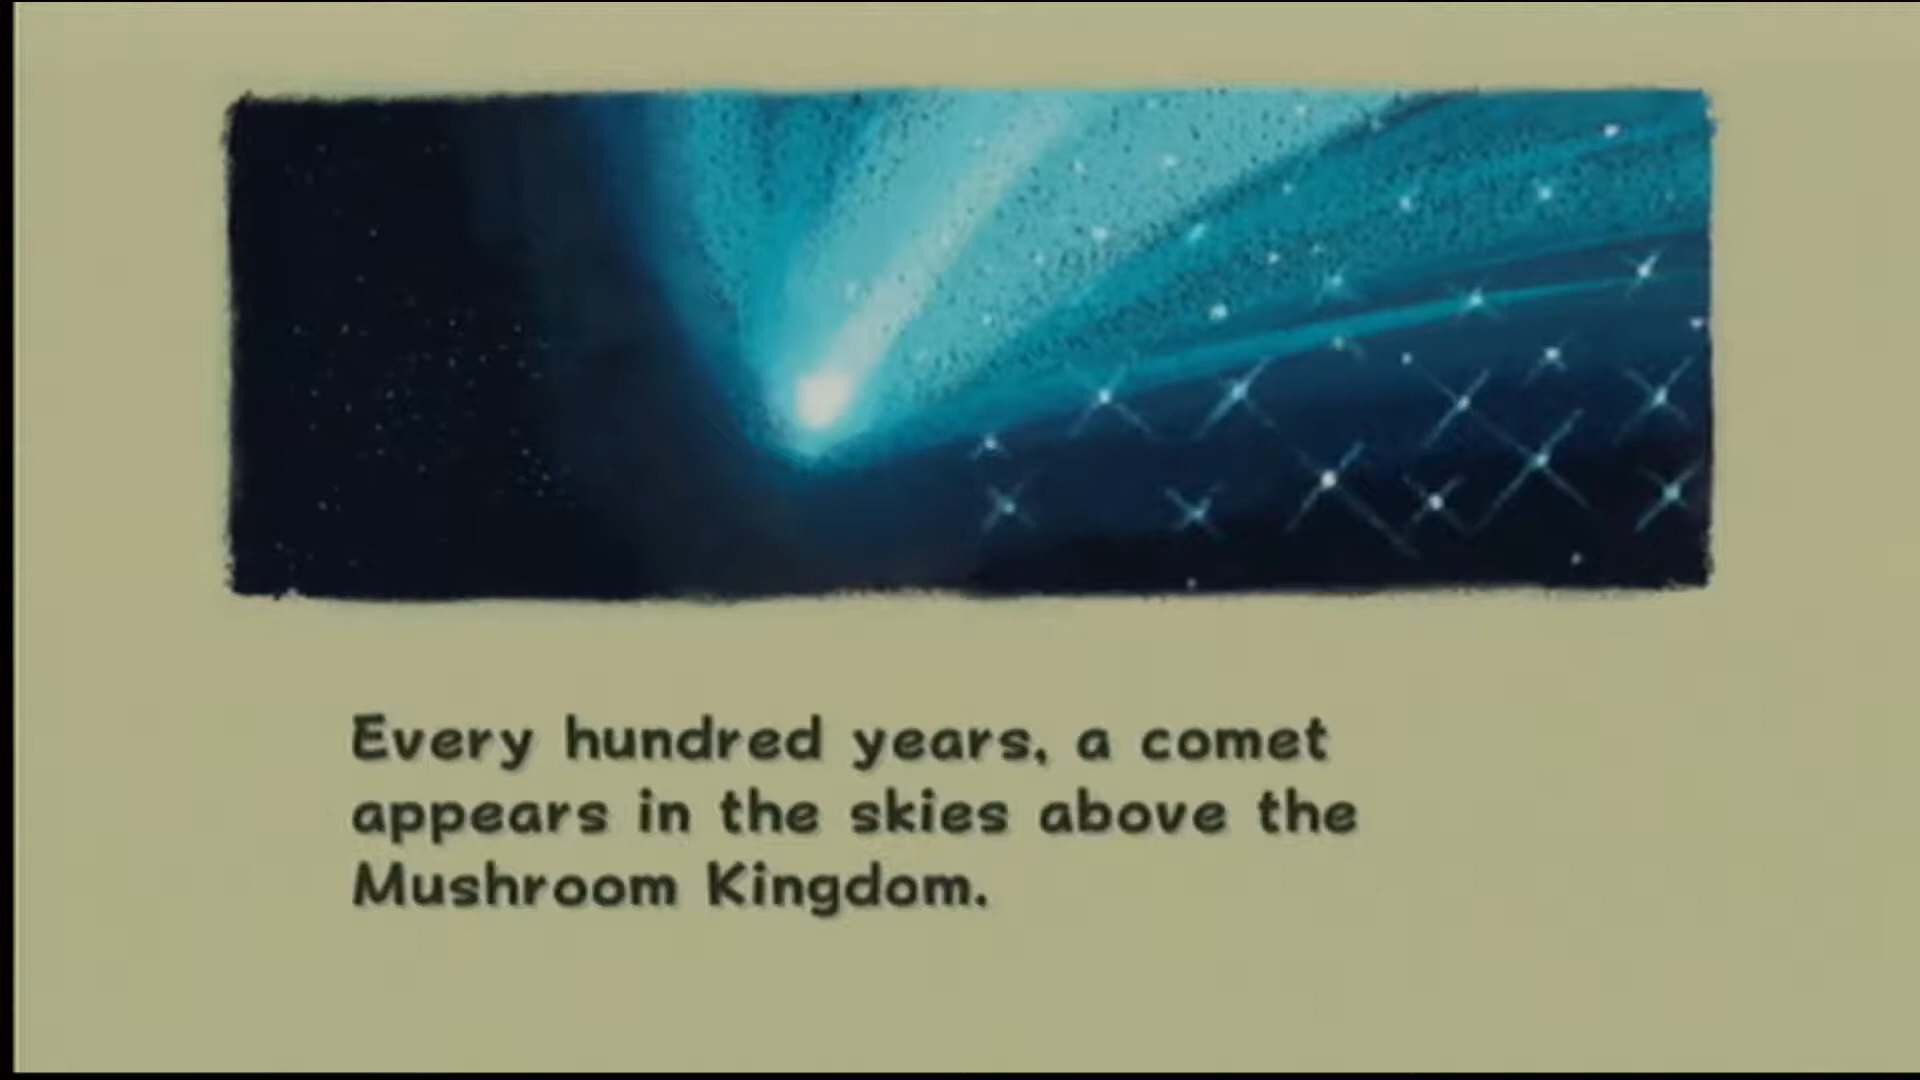 Every hundred years, a comet
appears in the skies above the
Mushroom Kingdom.